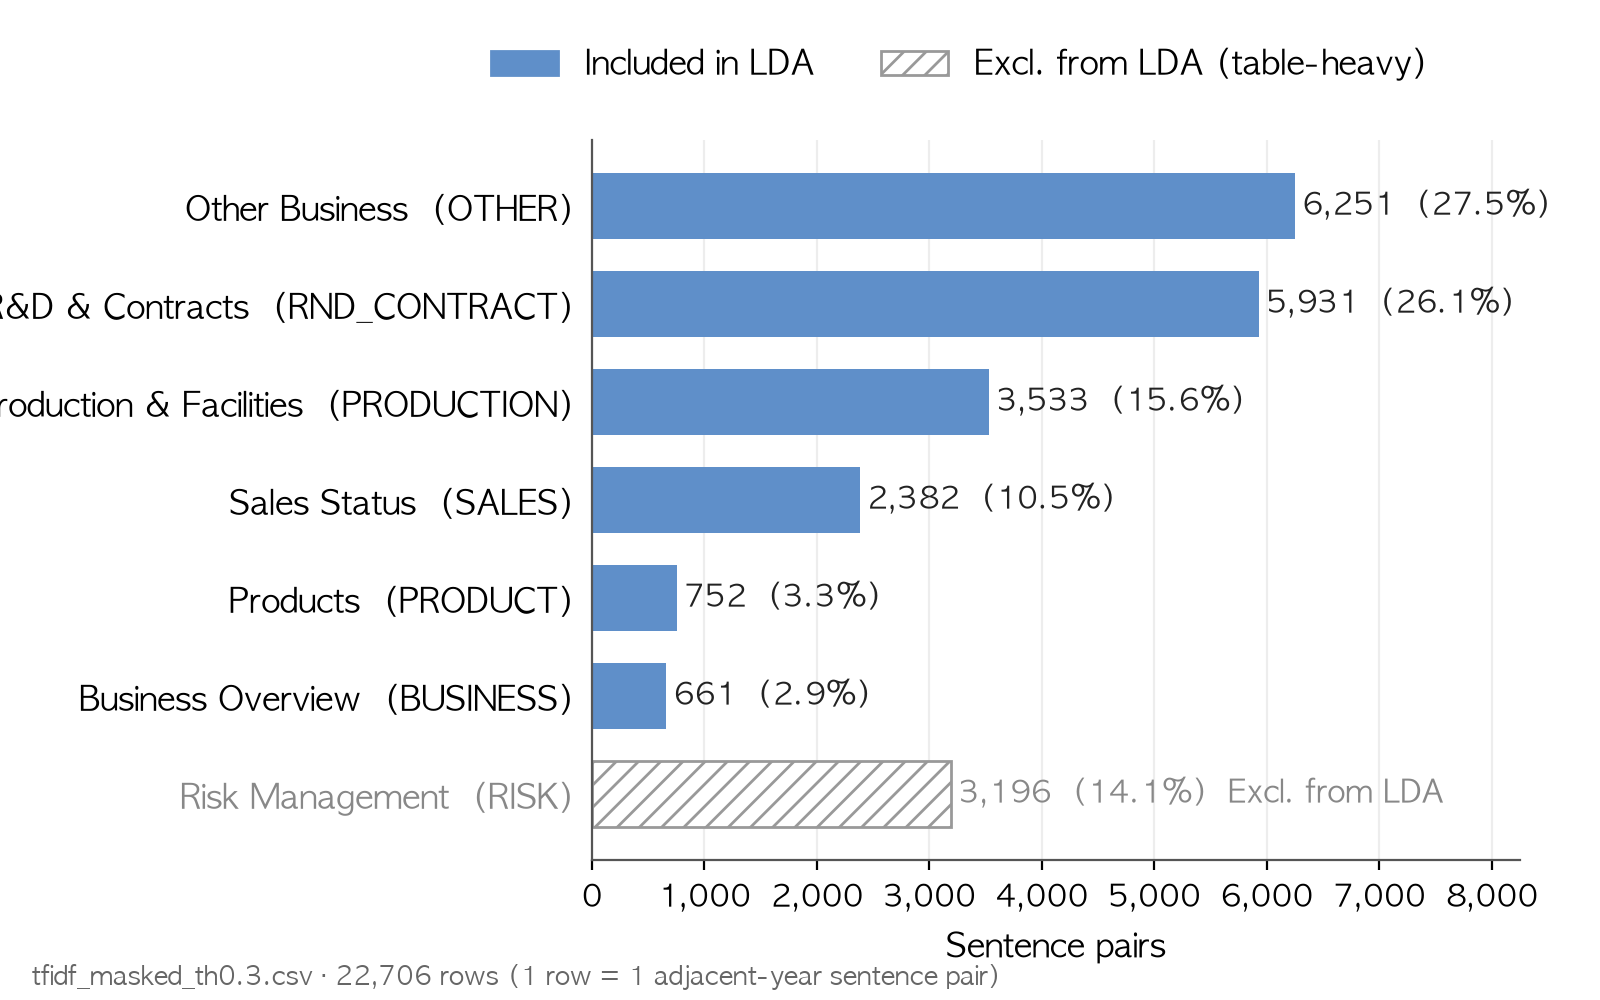 Included in LDA
Excl. from LDA (table-heavy)
Other Business (OTHER)
6,251 (27.5%)
&D & Contracts (RND_CONTRACT)
5,931 (26.1%)
roduction & Facilities (PRODUCTION)
3,533 (15.6%)
Sales Status (SALES)
2,382 (10.5%)
Products (PRODUCT)
752 (3.3%)
Business Overview (BUSINESS)
661 (2.9%)
Risk Management (RISK)
3,196 (14.1%) Excl. from LDA
0 1,000 2,000 3,000 4,000 5,000 6,000 7,000 8,000
Sentence pairs
tfidf_masked_th0.3.csv · 22,706 rows (1 row = 1 adjacent-year sentence pair)